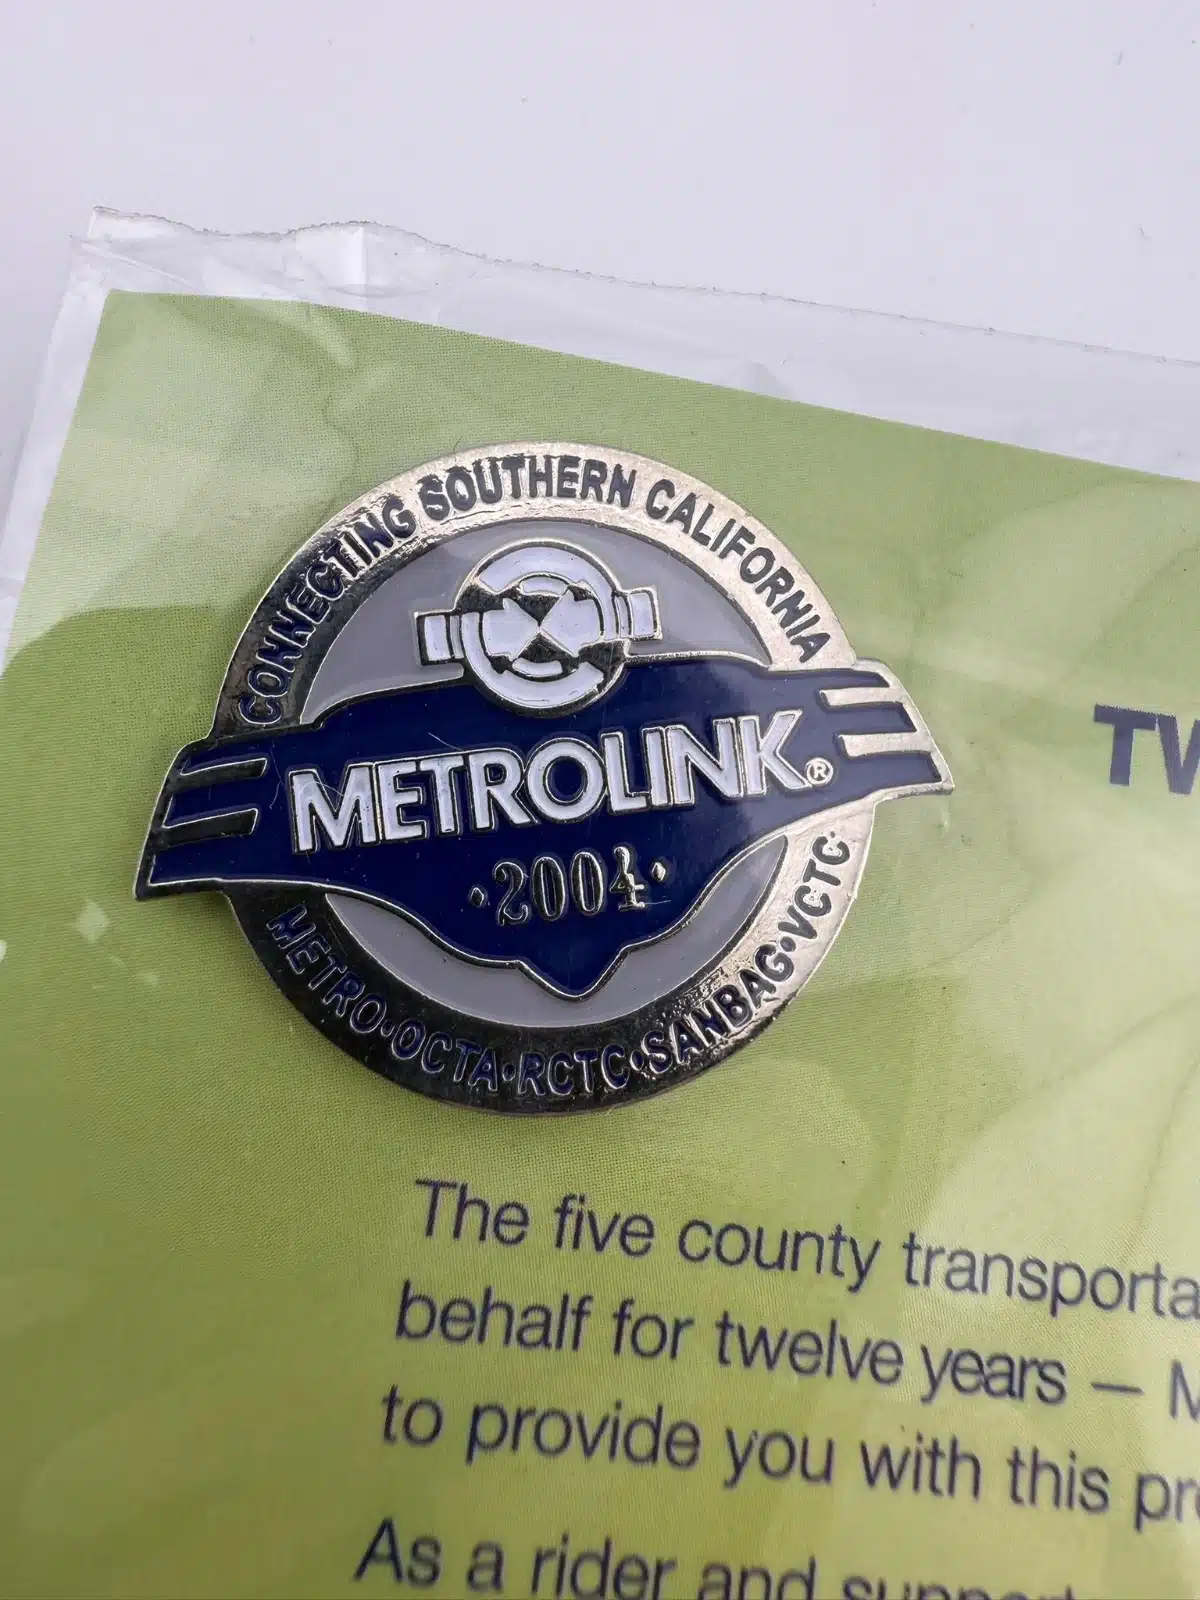 CONNECTING SOUTHERN CALIFORNIA
METROLINK®
·2004·
METRO·OCTA·RCTC·SANBAG·VCTC
TW
The five county transporta
behalf for twelve years — M
to provide you with this pr
As a rider and support